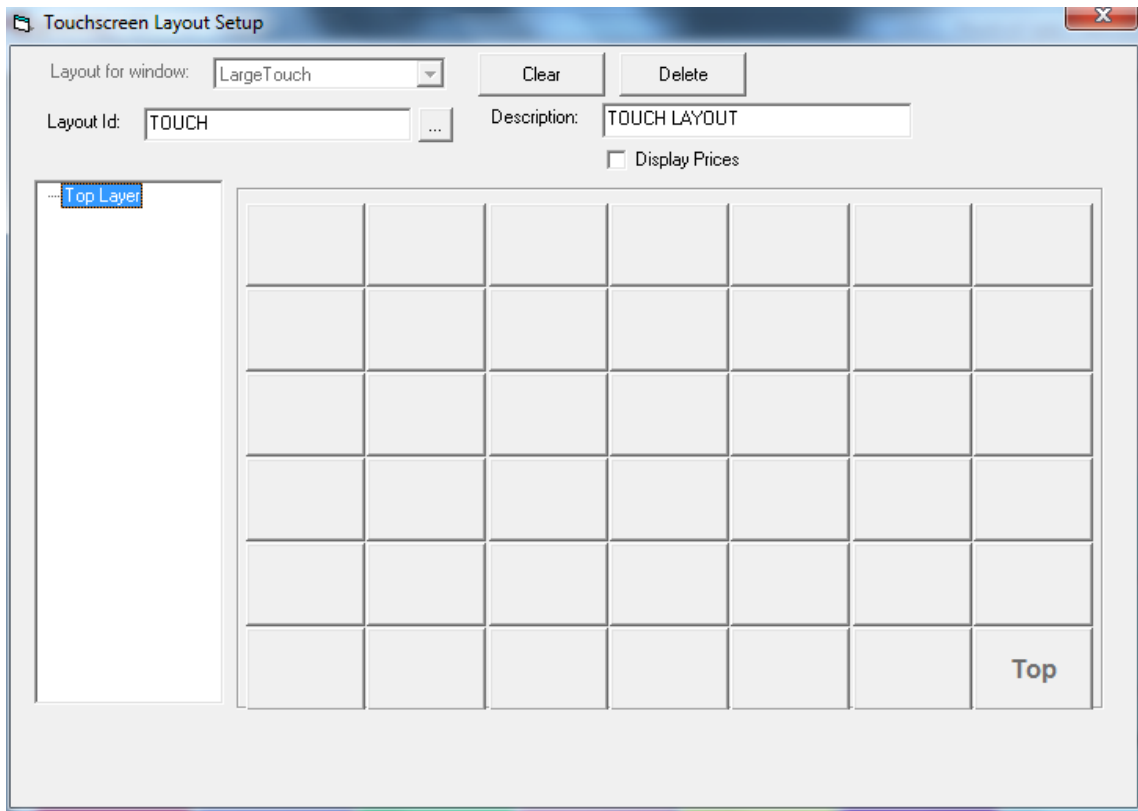 Touchscreen Layout Setup
Layout for window: LargeTouch Clear Delete
Layout Id: TOUCH ... Description: TOUCH LAYOUT
Display Prices
Top Layer
Top